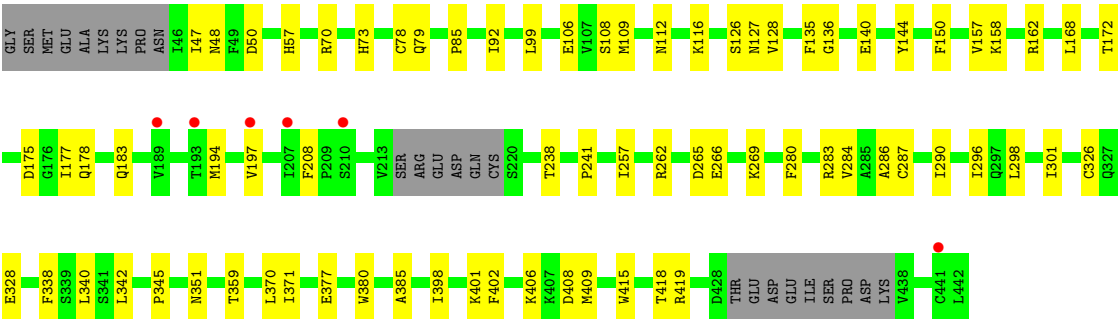 GLY SER MET GLU ALA LYS LYS PRO ASN I46 I47 N48 F49 D50 H57 R70 H73 C78 Q79 P85 I92 L99 E106 V107 S108 M109 N112 K116 S126 N127 V128 F135 G136 E140 Y144 F150 V157 K158 R162 L168 T172
D175 G176 I177 Q178 Q183 V189 T193 M194 V197 I207 F208 P209 S210 V213 SER ARG GLU ASP GLN CYS S220 T238 P241 I257 R262 D265 E266 K269 F280 R283 V284 A285 A286 C287 I290 I296 Q297 L298 I301 C326 Q327
E328 F338 S339 L340 S341 L342 P345 N351 T359 L370 I371 E377 W380 A385 I398 K401 F402 K406 K407 D408 M409 W415 T418 R419 D428 THR GLU ASP GLU ILE SER PRO ASP LYS V438 C441 L442